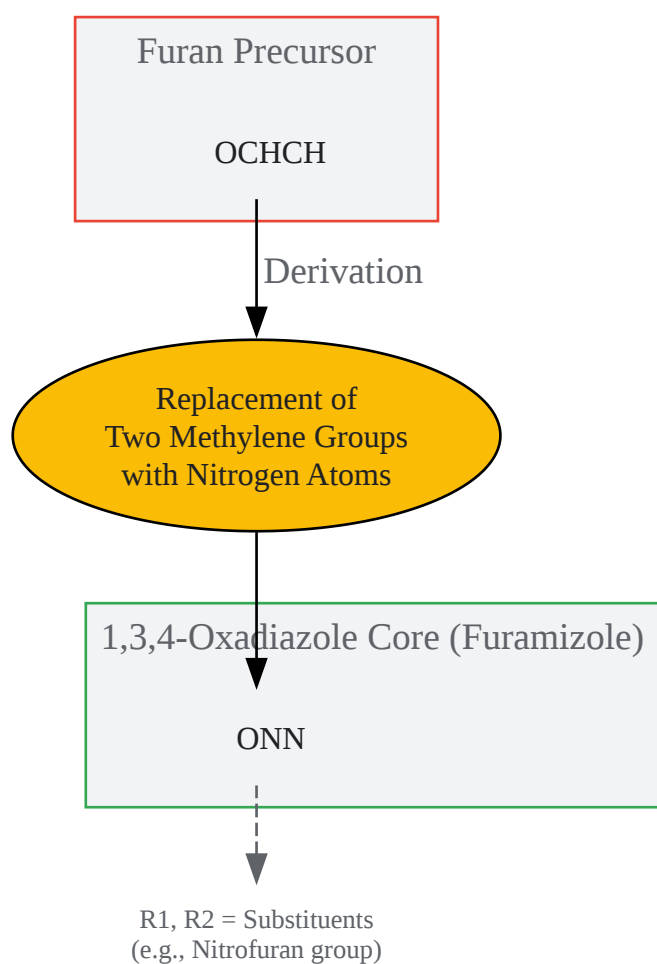 Furan Precursor
OCHCH
Derivation
Replacement of
Two Methylene Groups
with Nitrogen Atoms
1,3,4-Oxadiazole Core (Furamizole)
ONN
R1, R2 = Substituents
(e.g., Nitrofuran group)